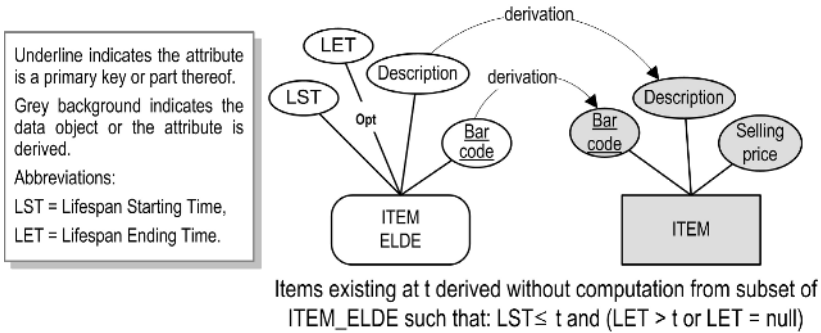 Underline indicates the attribute
is a primary key or part thereof.
Grey background indicates the
data object or the attribute is
derived.
Abbreviations:
LST = Lifespan Starting Time,
LET = Lifespan Ending Time.
derivation
LET
Description
derivation
LST
Opt
Bar
code
Description
Bar
code
Selling
price
ITEM
ELDE
ITEM
Items existing at t derived without computation from subset of
ITEM_ELDE such that: LST≤ t and (LET > t or LET = null)